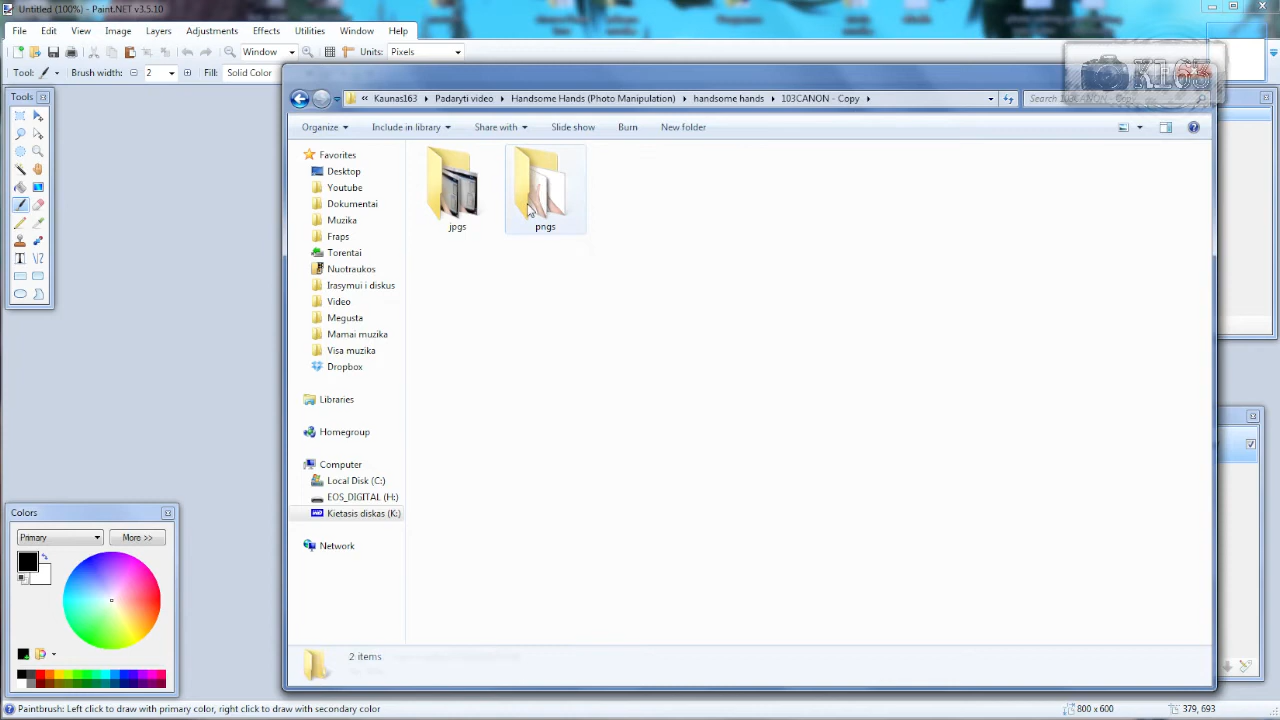 Untitled (100%) - Paint.NET v3.5.10
File Edit View Image Layers Adjustments Effects Utilities Window Help
Window Units: Pixels
Tool: Brush width: 2 Fill: Solid Color
KE63
Tools
« Kaunas163 Padaryti video Handsome Hands (Photo Manipulation) handsome hands 103CANON - Copy Search 103CANON - Copy
Organize Include in library Share with Slide show Burn New folder
Favorites
Desktop
Youtube
Dokumentai
Muzika
Fraps
Torentai
Nuotraukos
Irasymui i diskus
Video
Megusta
Mamai muzika
Visa muzika
Dropbox
Libraries
Homegroup
Computer
Local Disk (C:)
EOS_DIGITAL (H:)
Kietasis diskas (K:)
Network
jpgs pngs
2 items
Colors
Primary More >>
Paintbrush: Left click to draw with primary color, right click to draw with secondary color 800 x 600 379, 693